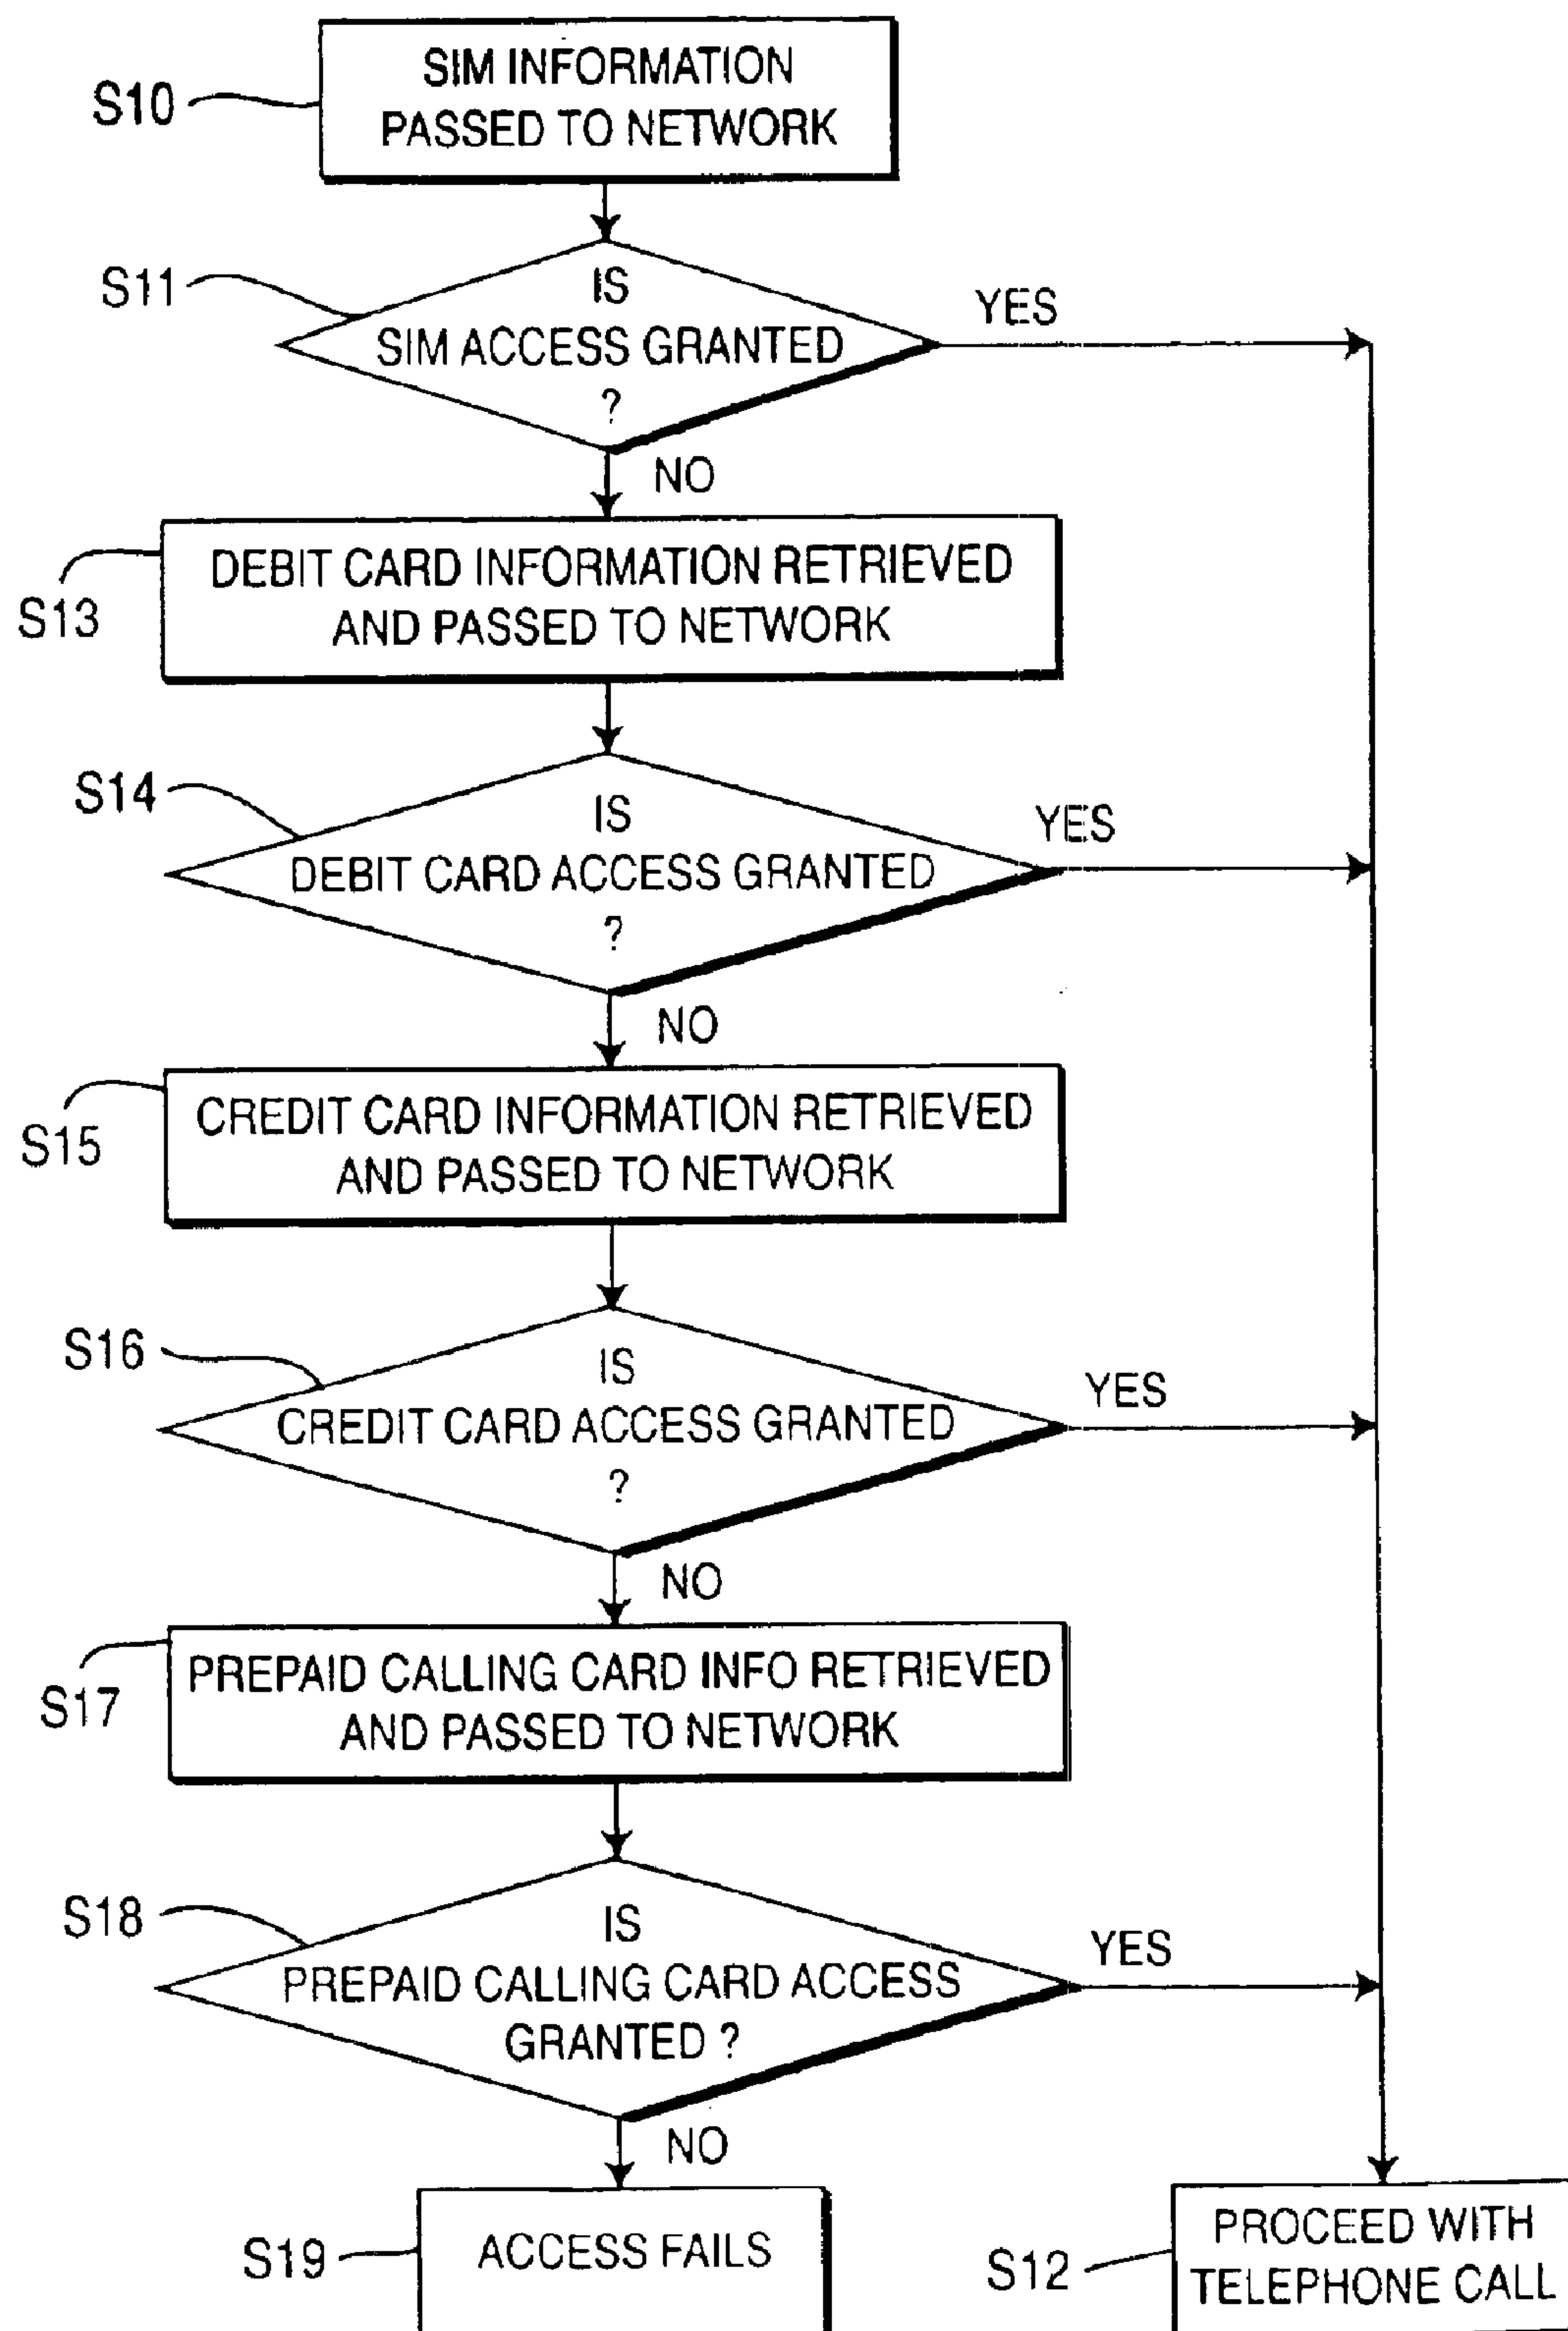 S10
SIM INFORMATION
PASSED TO NETWORK
S11
IS
SIM ACCESS GRANTED
?
YES
NO
S13
DEBIT CARD INFORMATION RETRIEVED
AND PASSED TO NETWORK
S14
IS
DEBIT CARD ACCESS GRANTED
?
YES
NO
S15
CREDIT CARD INFORMATION RETRIEVED
AND PASSED TO NETWORK
S16
IS
CREDIT CARD ACCESS GRANTED
?
YES
NO
S17
PREPAID CALLING CARD INFO RETRIEVED
AND PASSED TO NETWORK
S18
IS
PREPAID CALLING CARD ACCESS
GRANTED ?
YES
NO
S19
ACCESS FAILS
S12
PROCEED WITH
TELEPHONE CALL